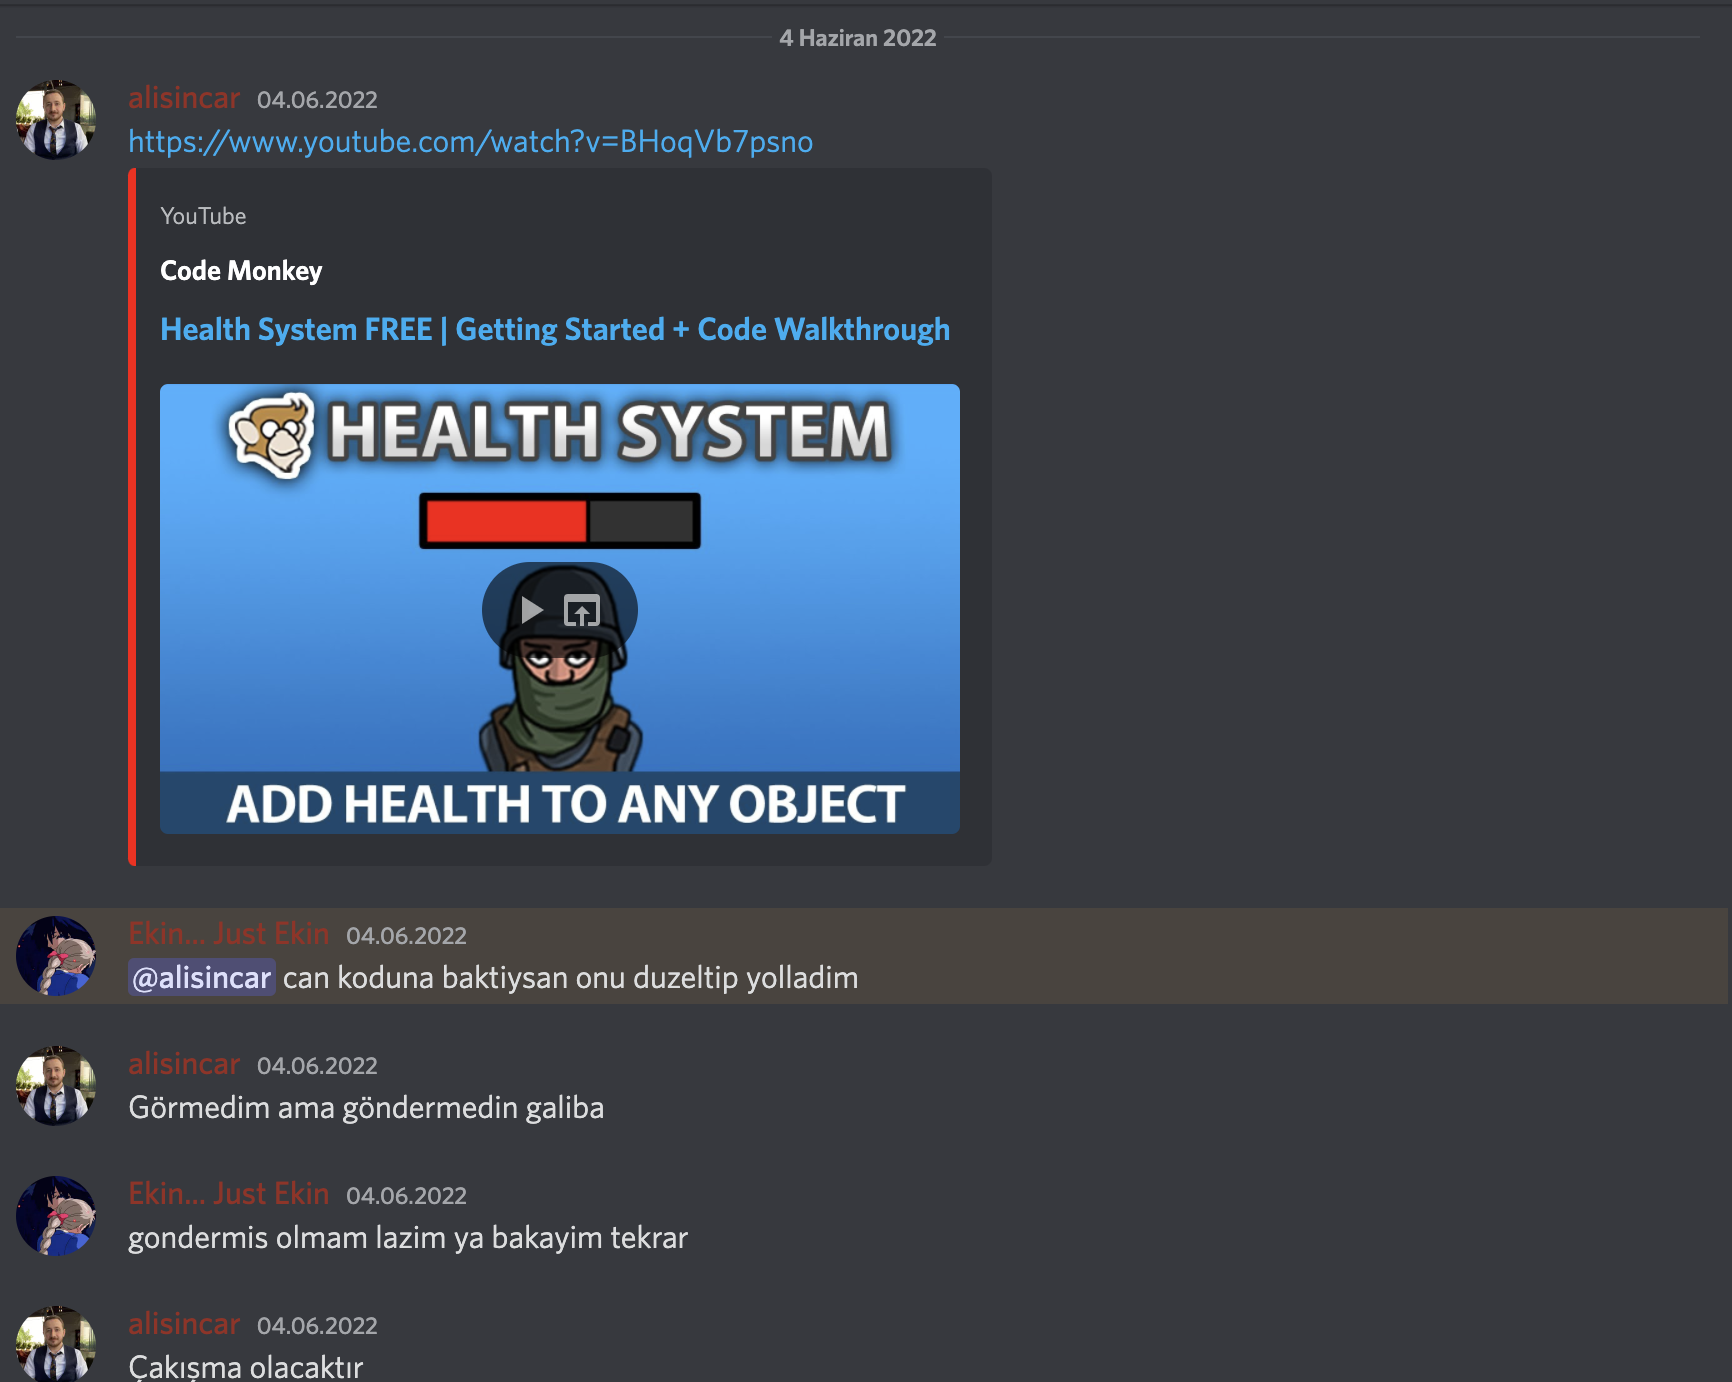 4 Haziran 2022
alisincar 04.06.2022
https://www.youtube.com/watch?v=BHoqVb7psno
YouTube
Code Monkey
Health System FREE | Getting Started + Code Walkthrough
HEALTH SYSTEM
ADD HEALTH TO ANY OBJECT
Ekin... Just Ekin 04.06.2022
@alisincar can koduna baktiysan onu duzeltip yolladim
alisincar 04.06.2022
Görmedim ama göndermedin galiba
Ekin... Just Ekin 04.06.2022
gondermis olmam lazim ya bakayim tekrar
alisincar 04.06.2022
Çakışma olacaktır